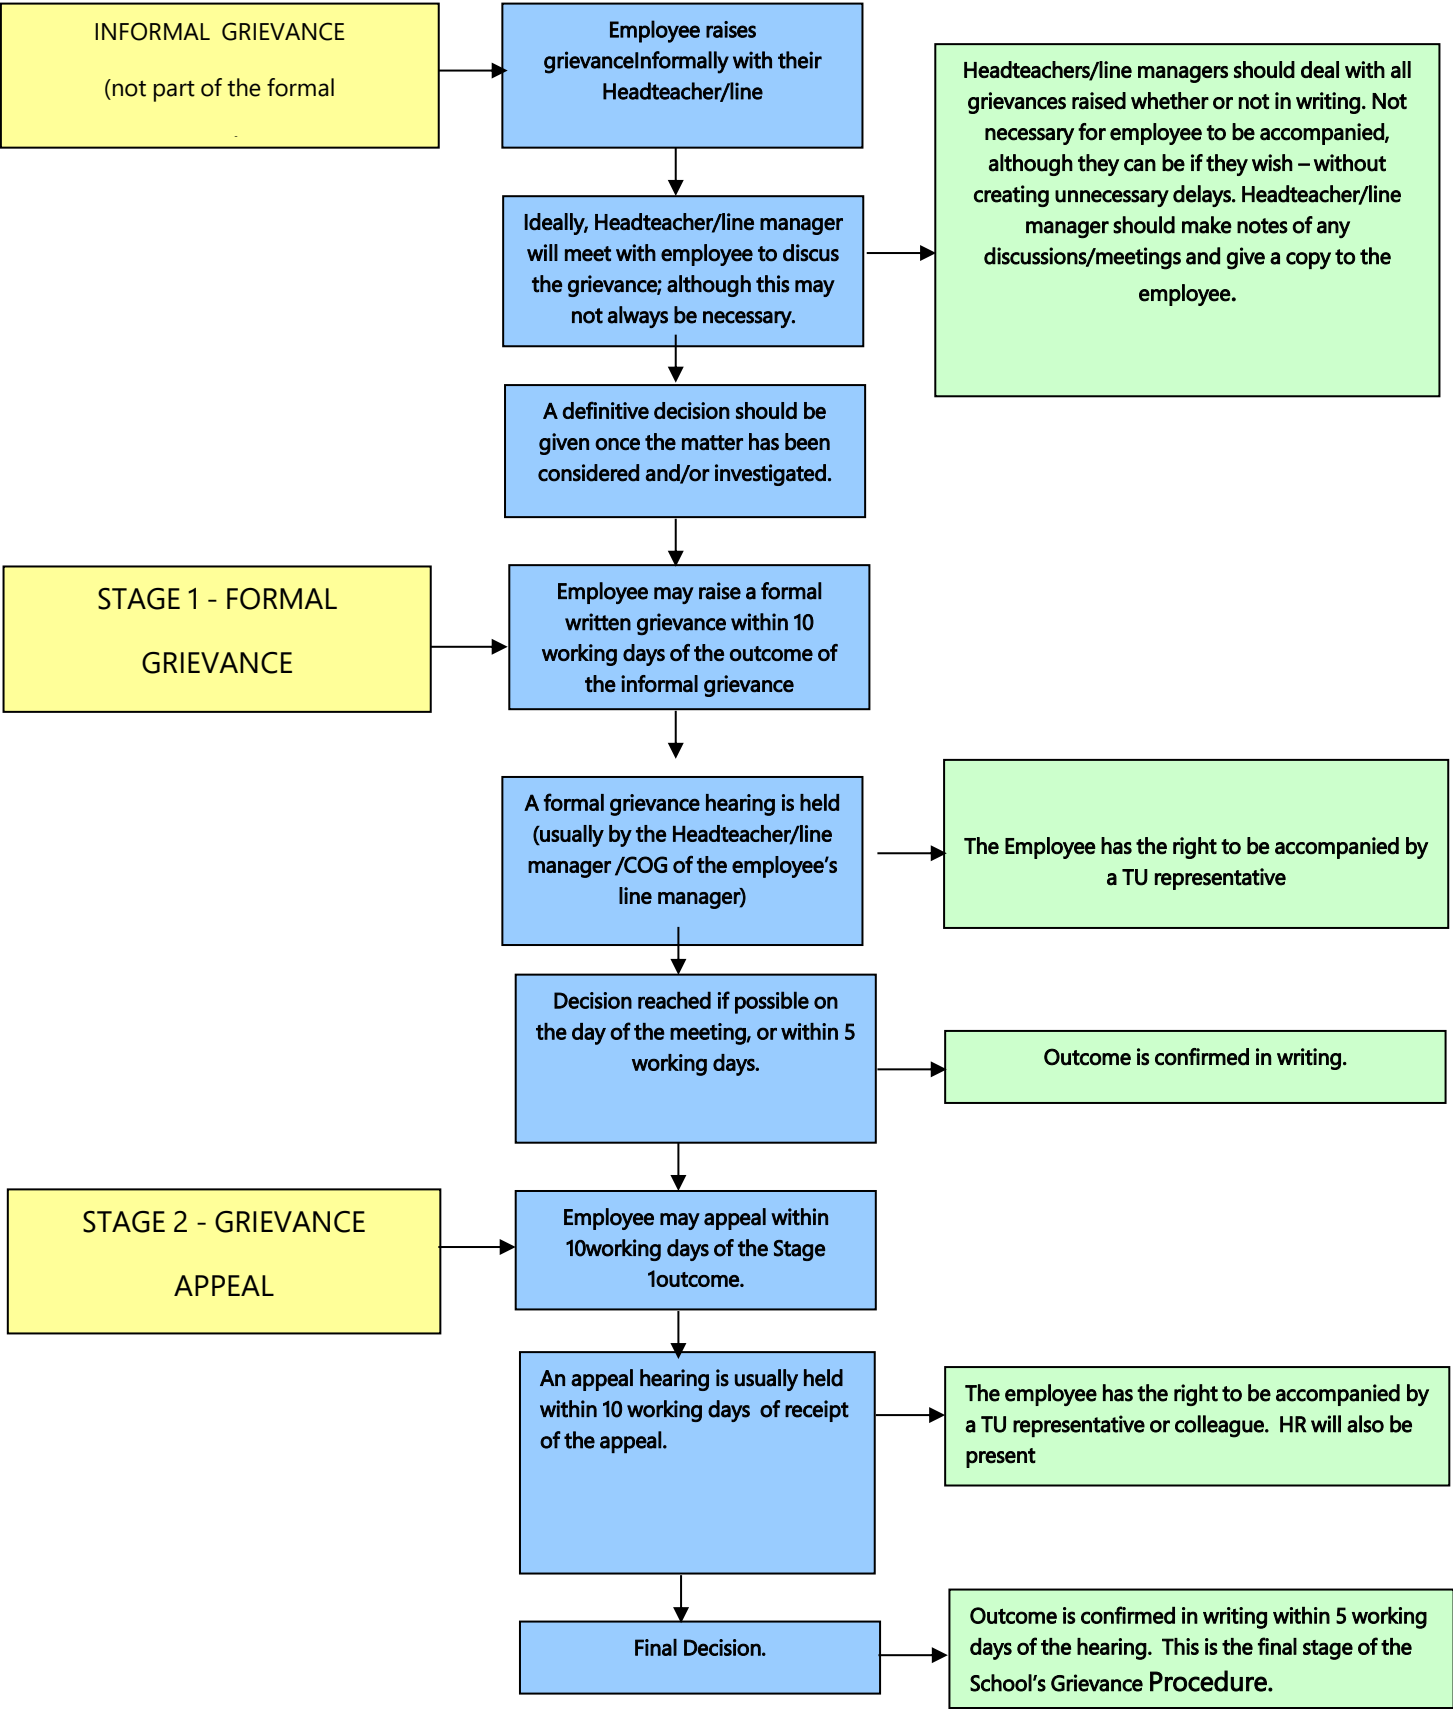 INFORMAL  GRIEVANCE
(not part of the formal
Employee raises
grievanceInformally with their
Headteacher/line
Headteachers/line managers should deal with all
grievances raised whether or not in writing. Not
necessary for employee to be accompanied,
although they can be if they wish – without
creating unnecessary delays. Headteacher/line
manager should make notes of any
discussions/meetings and give a copy to the
employee.
Ideally, Headteacher/line manager
will meet with employee to discus
the grievance; although this may
not always be necessary.
A definitive decision should be
given once the matter has been
considered and/or investigated.
STAGE 1 - FORMAL
GRIEVANCE
Employee may raise a formal
written grievance within 10
working days of the outcome of
the informal grievance
A formal grievance hearing is held
(usually by the Headteacher/line
manager /COG of the employee’s
line manager)
The Employee has the right to be accompanied by
a TU representative
Decision reached if possible on
the day of the meeting, or within 5
working days.
Outcome is confirmed in writing.
STAGE 2 - GRIEVANCE
APPEAL
Employee may appeal within
10working days of the Stage
1outcome.
An appeal hearing is usually held
within 10 working days  of receipt
of the appeal.
The employee has the right to be accompanied by
a TU representative or colleague.  HR will also be
present
Final Decision.
Outcome is confirmed in writing within 5 working
days of the hearing.  This is the final stage of the
School’s Grievance Procedure.